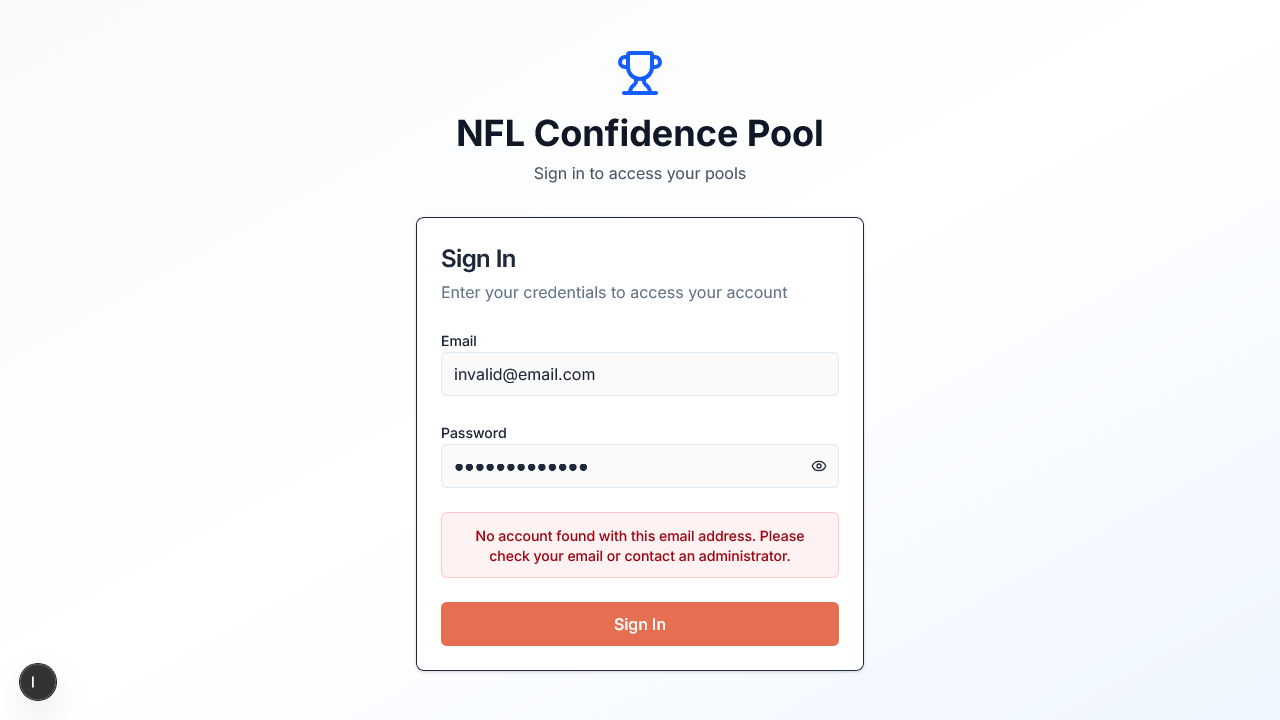 NFL Confidence Pool
Sign in to access your pools
Sign In
Enter your credentials to access your account
Email
invalid@email.com
Password
●●●●●●●●●●●●●
No account found with this email address. Please
check your email or contact an administrator.
Sign In